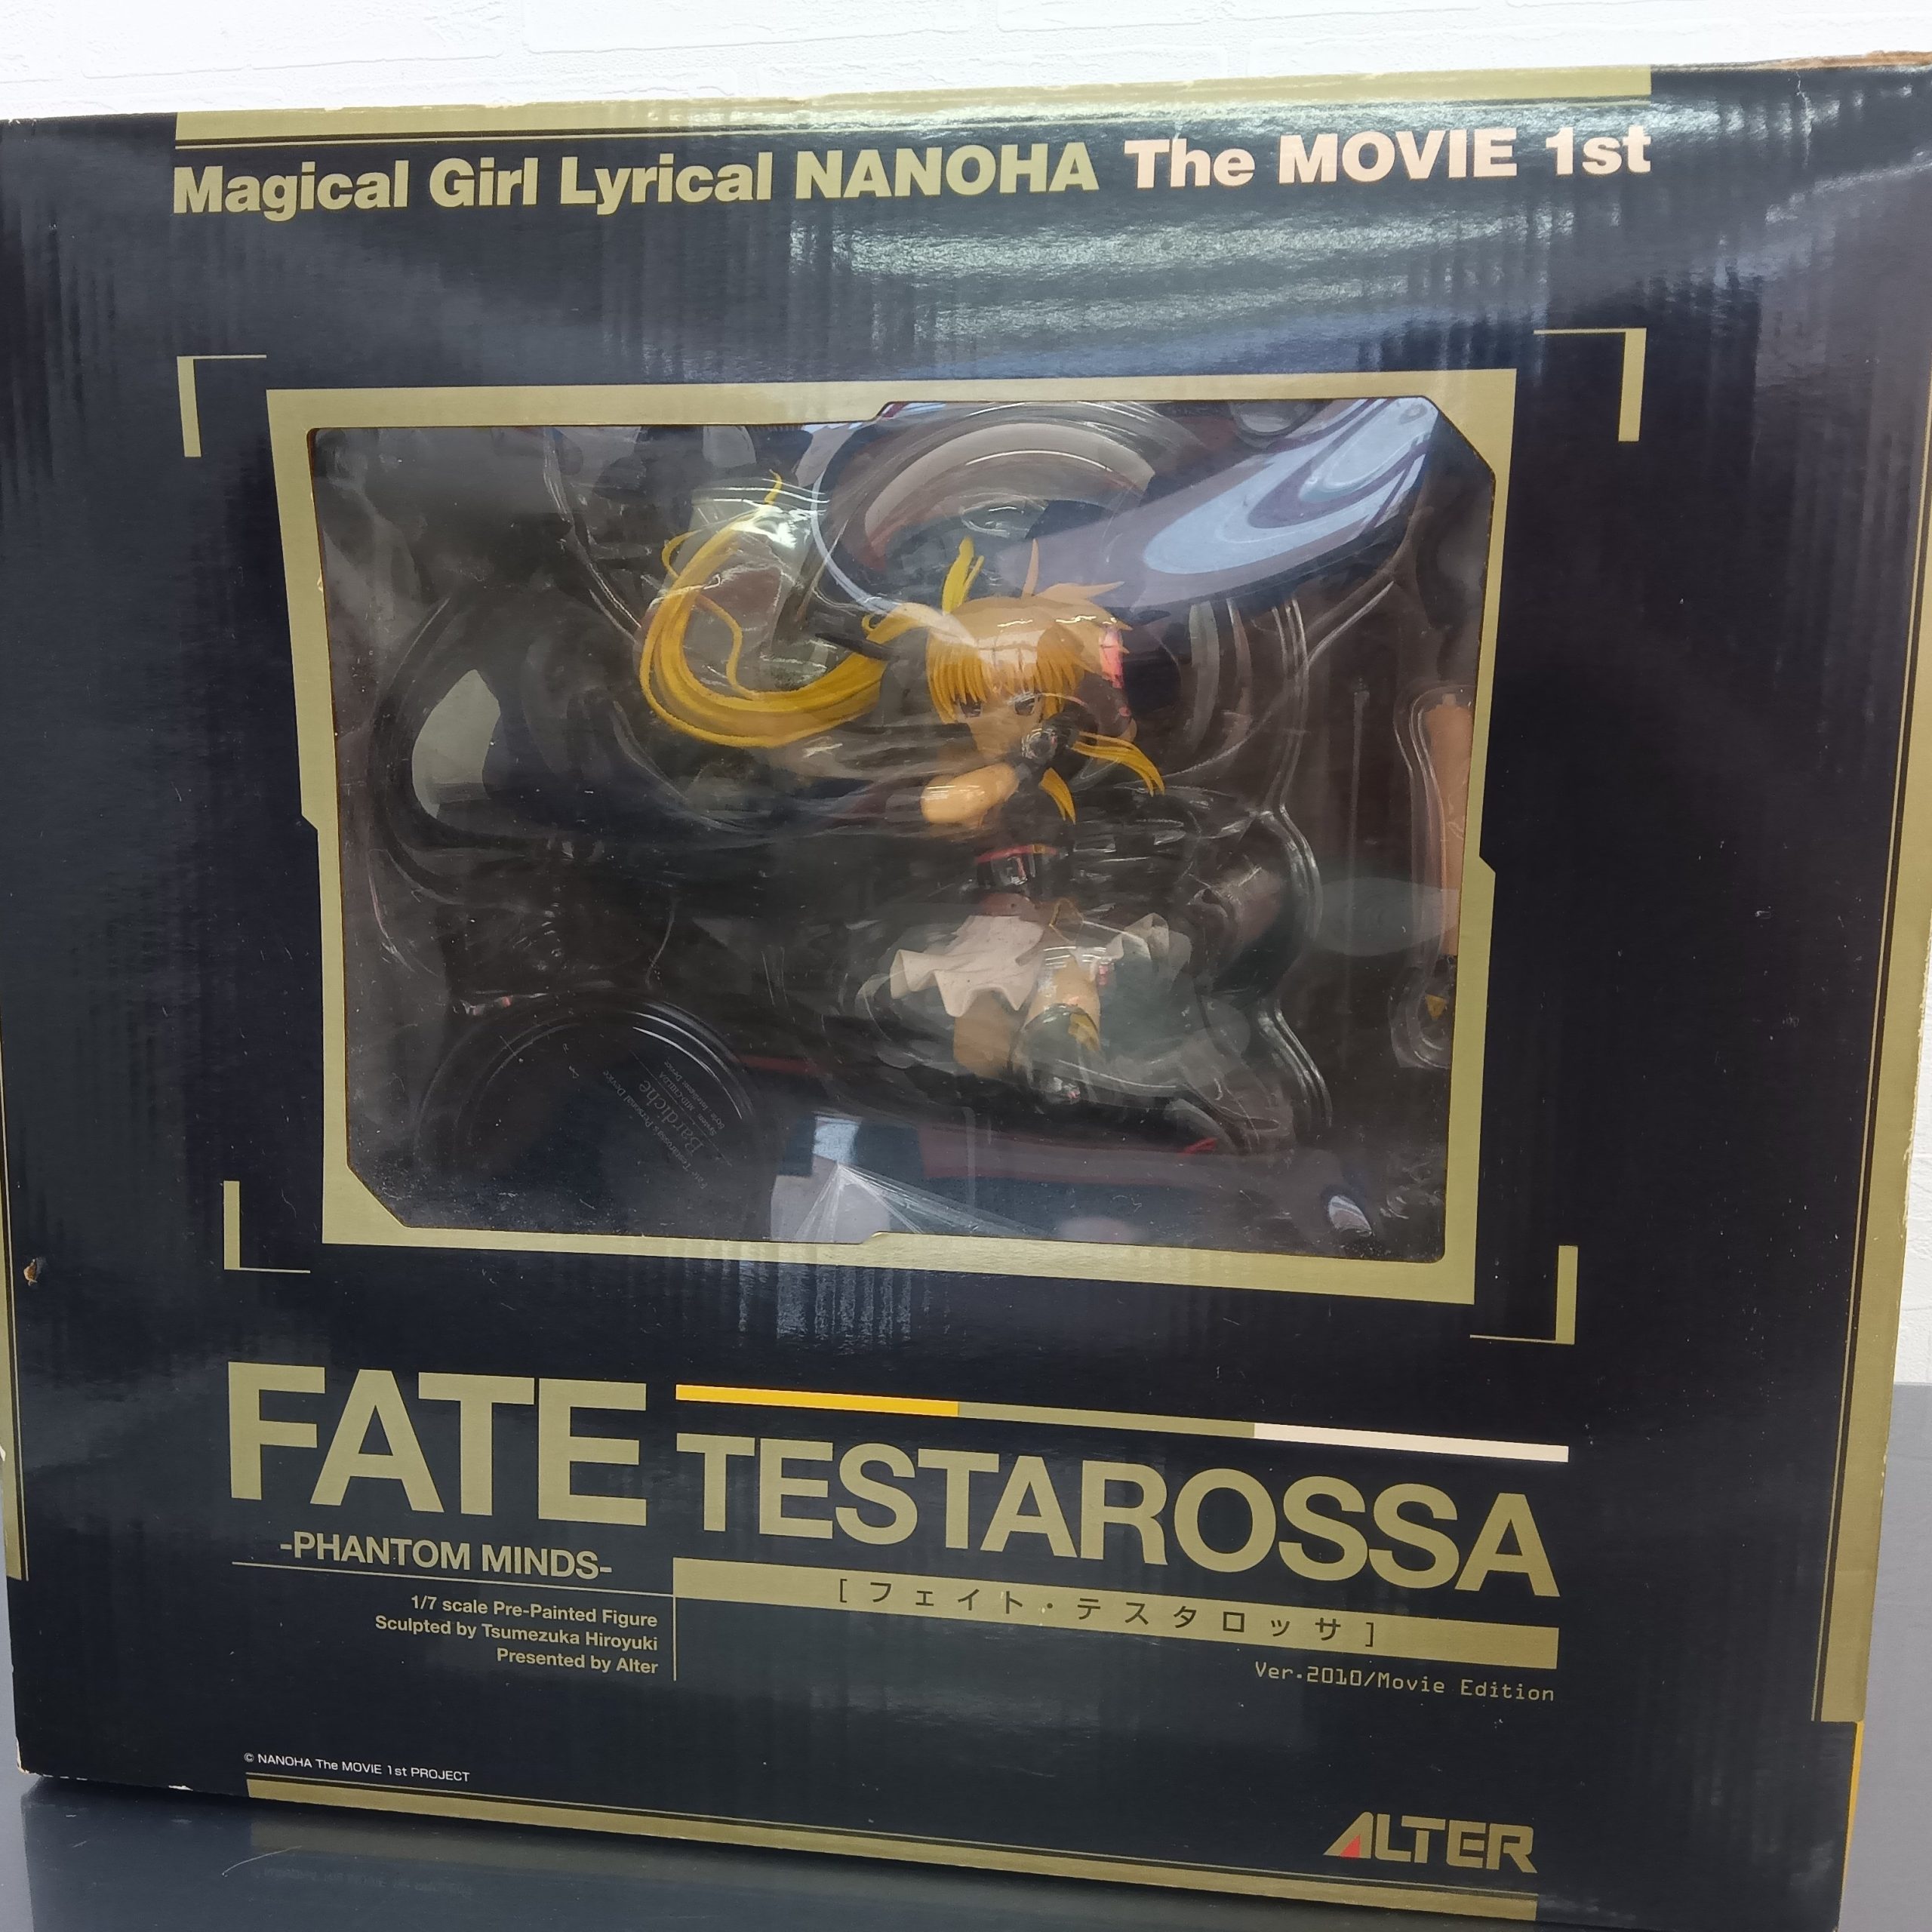 Magical Girl Lyrical NANOHA The MOVIE 1st
Bardiche
FATE TESTAROSSA
-PHANTOM MINDS-
[フェイト・テスタロッサ]
1/7 scale Pre-Painted Figure
Sculpted by Tsumezuka Hiroyuki
Presented by Alter
Ver.2010/Movie Edition
© NANOHA The MOVIE 1st PROJECT
ALTER